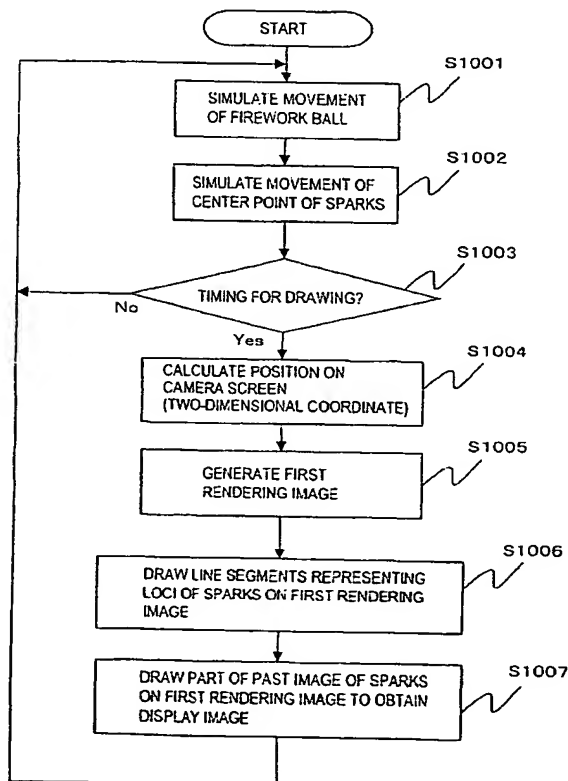 START
S1001
SIMULATE MOVEMENT
OF FIREWORK BALL
S1002
SIMULATE MOVEMENT OF
CENTER POINT OF SPARKS
S1003
TIMING FOR DRAWING?
No
Yes
S1004
CALCULATE POSITION ON
CAMERA SCREEN
(TWO-DIMENSIONAL COORDINATE)
S1005
GENERATE FIRST
RENDERING IMAGE
S1006
DRAW LINE SEGMENTS REPRESENTING
LOCI OF SPARKS ON FIRST RENDERING
IMAGE
S1007
DRAW PART OF PAST IMAGE OF SPARKS
ON FIRST RENDERING IMAGE TO OBTAIN
DISPLAY IMAGE